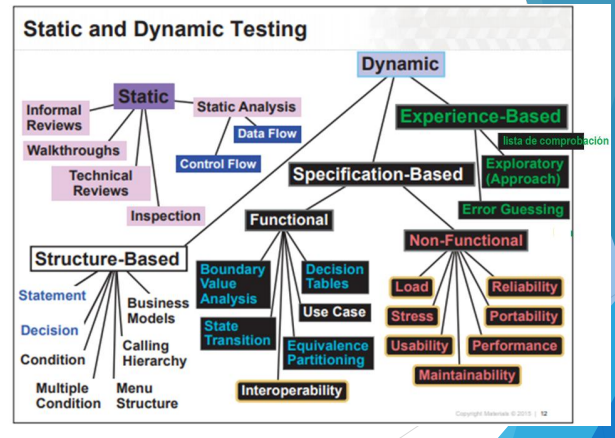 Static and Dynamic Testing
Dynamic
Static
Informal
Reviews
Walkthroughs
Technical
Reviews
Inspection
Static Analysis
Data Flow
Control Flow
Experience-Based
lista de comprobación
Exploratory
(Approach)
Error Guessing
Specification-Based
Functional
Boundary
Value
Analysis
State
Transition
Decision
Tables
Use Case
Equivalence
Partitioning
Interoperability
Non-Functional
Load
Stress
Usability
Maintainability
Reliability
Portability
Performance
Structure-Based
Statement
Decision
Condition
Multiple
Condition
Business
Models
Calling
Hierarchy
Menu
Structure
Copyright Materials © 2015 | 12